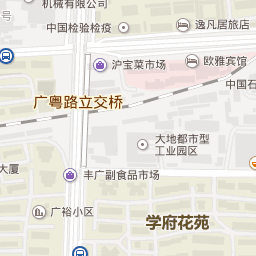 机械有限公司
逸凡居旅店
中国检验检疫
沪宝菜市场
欧雅宾馆
中国石
广粤路立交桥
大地都市型
工业园区
大厦
丰广副食品市场
广裕小区
学府花苑